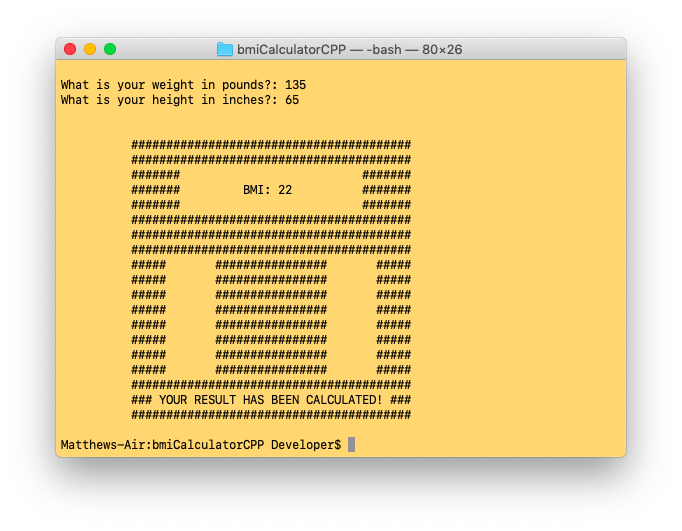 bmiCalculatorCPP — -bash — 80×26
What is your weight in pounds?: 135
What is your height in inches?: 65
########################################
########################################
#######                          #######
#######         BMI: 22          #######
#######                          #######
########################################
########################################
########################################
#####       ################       #####
#####       ################       #####
#####       ################       #####
#####       ################       #####
#####       ################       #####
#####       ################       #####
#####       ################       #####
#####       ################       #####
########################################
### YOUR RESULT HAS BEEN CALCULATED! ###
########################################
Matthews-Air:bmiCalculatorCPP Developer$